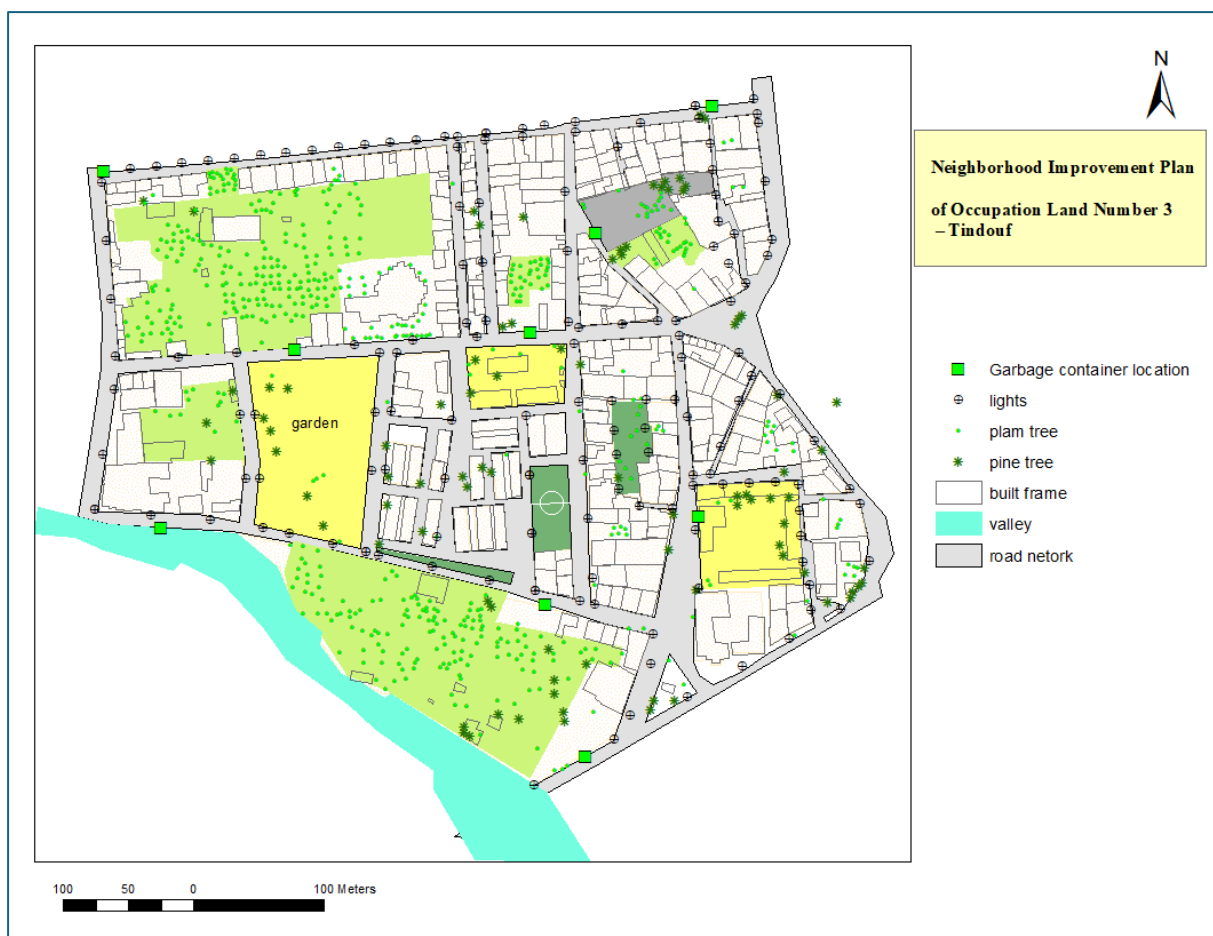 N
Neighborhood Improvement Plan
of Occupation Land Number 3
– Tindouf
garden
Garbage container location
lights
plam tree
pine tree
built frame
valley
road netork
100 50 0 100 Meters